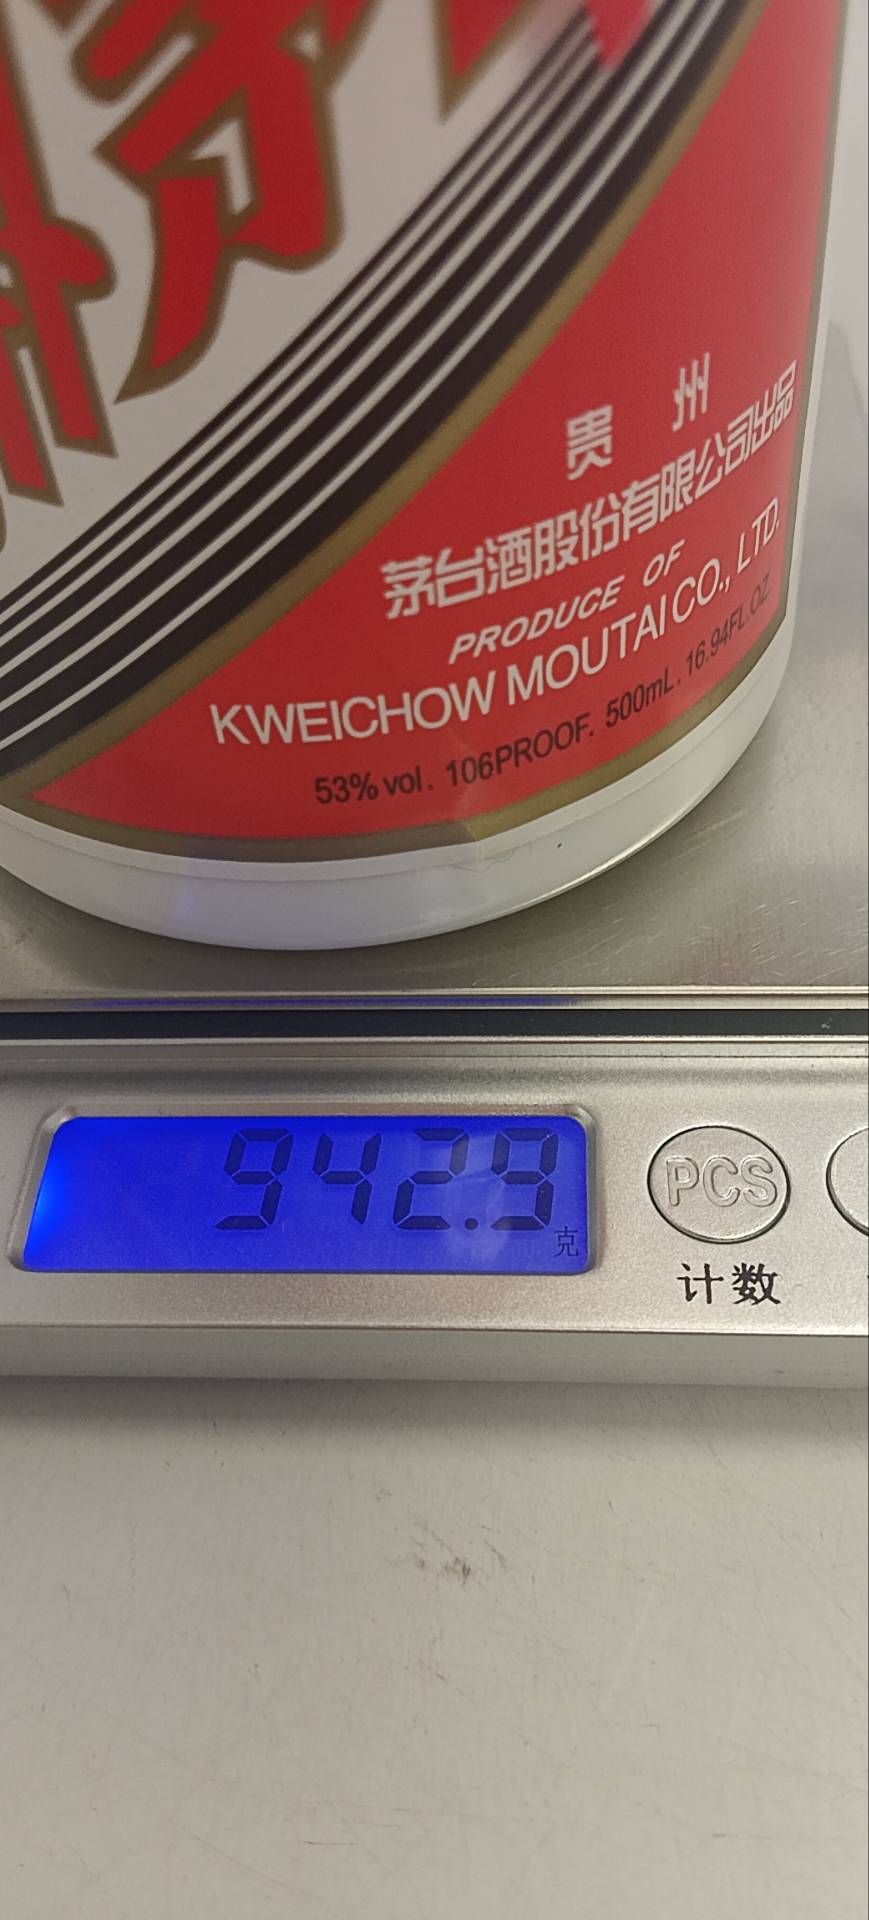 贵州
茅台酒股份有限公司出品
PRODUCE OF
KWEICHOW MOUTAI CO., LTD.
53% vol. 106PROOF. 500mL. 16.94FL.OZ
942.9
克
PCS
计数